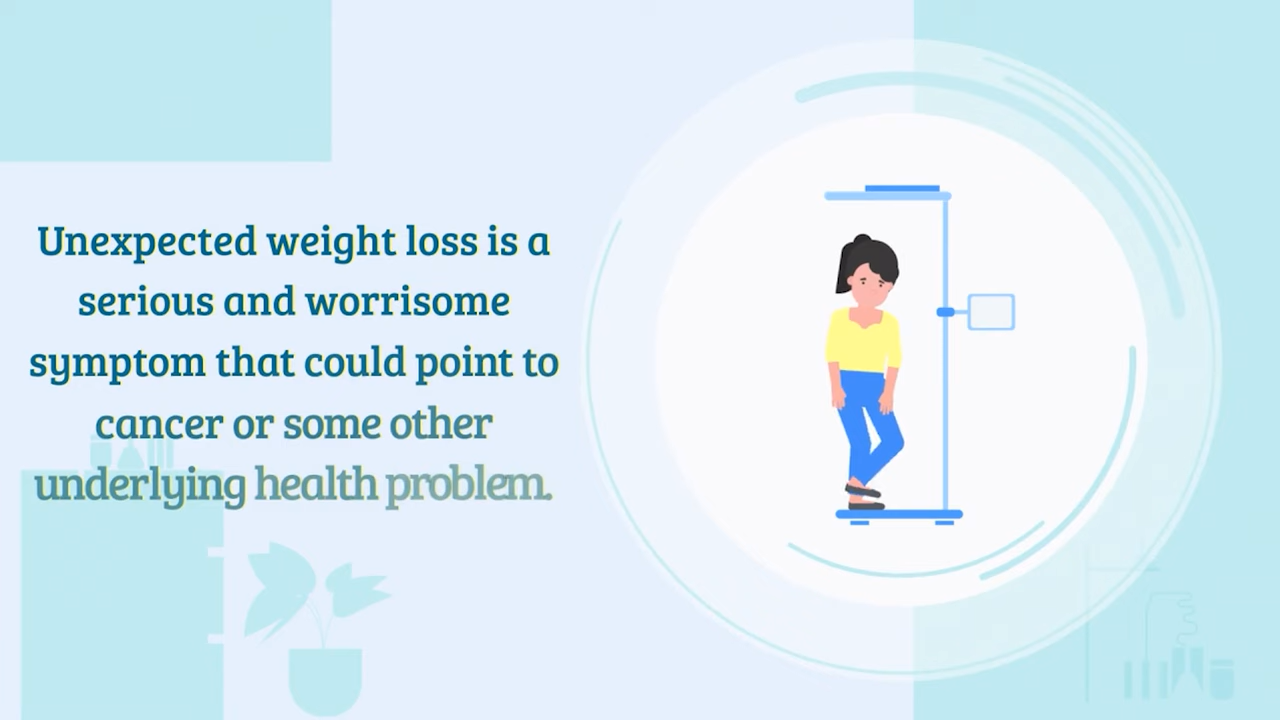 Unexpected weight loss is a
serious and worrisome
symptom that could point to
cancer or some other
underlying health problem.